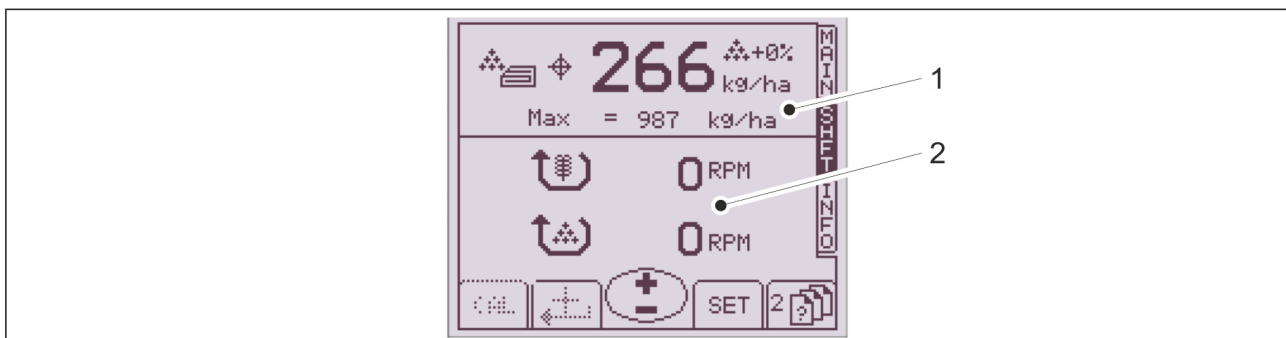 266 +0%
kg/ha
Max = 987 kg/ha
0 RPM
0 RPM
CAL
+
-
SET
2 ?
MAIN SHFT INFO
1
2